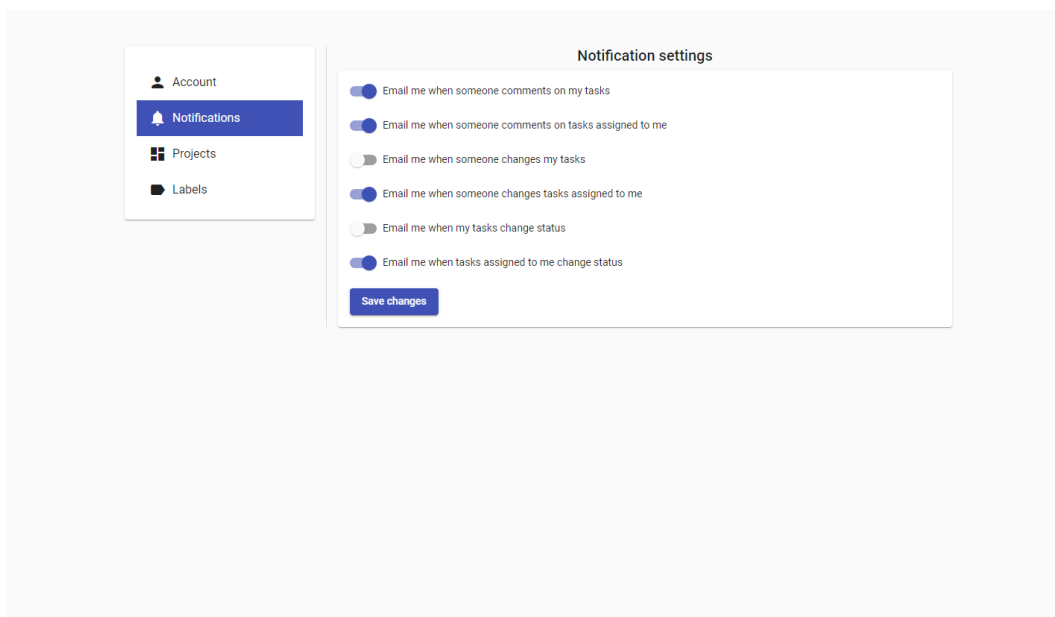 Account
Notifications
Projects
Labels
Notification settings
Email me when someone comments on my tasks
Email me when someone comments on tasks assigned to me
Email me when someone changes my tasks
Email me when someone changes tasks assigned to me
Email me when my tasks change status
Email me when tasks assigned to me change status
Save changes